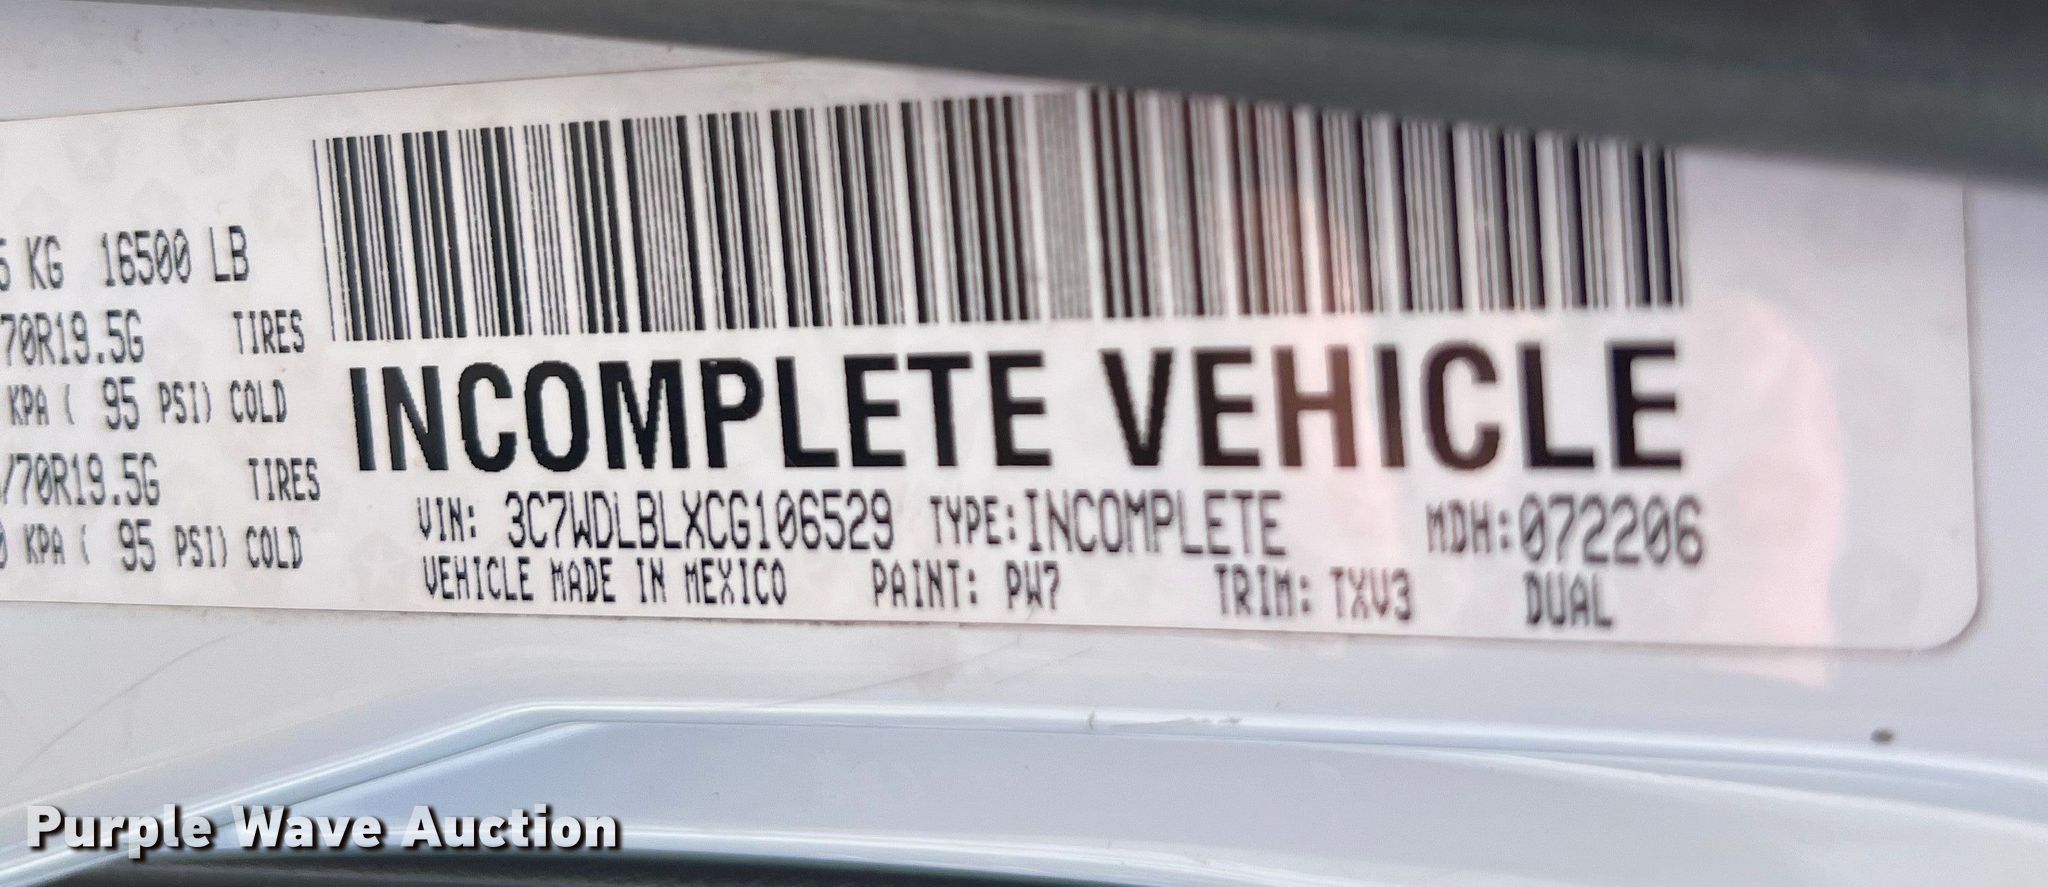 KG 16500 LB
70R19.5G TIRES
KPA ( 95 PSI) COLD
/70R19.5G TIRES
KPA ( 95 PSI) COLD
INCOMPLETE VEHICLE
VIN: 3C7WDLBLXCG106529 TYPE:INCOMPLETE MDH:072206
VEHICLE MADE IN MEXICO PAINT: PW7 TRIM: TXV3 DUAL
Purple Wave Auction